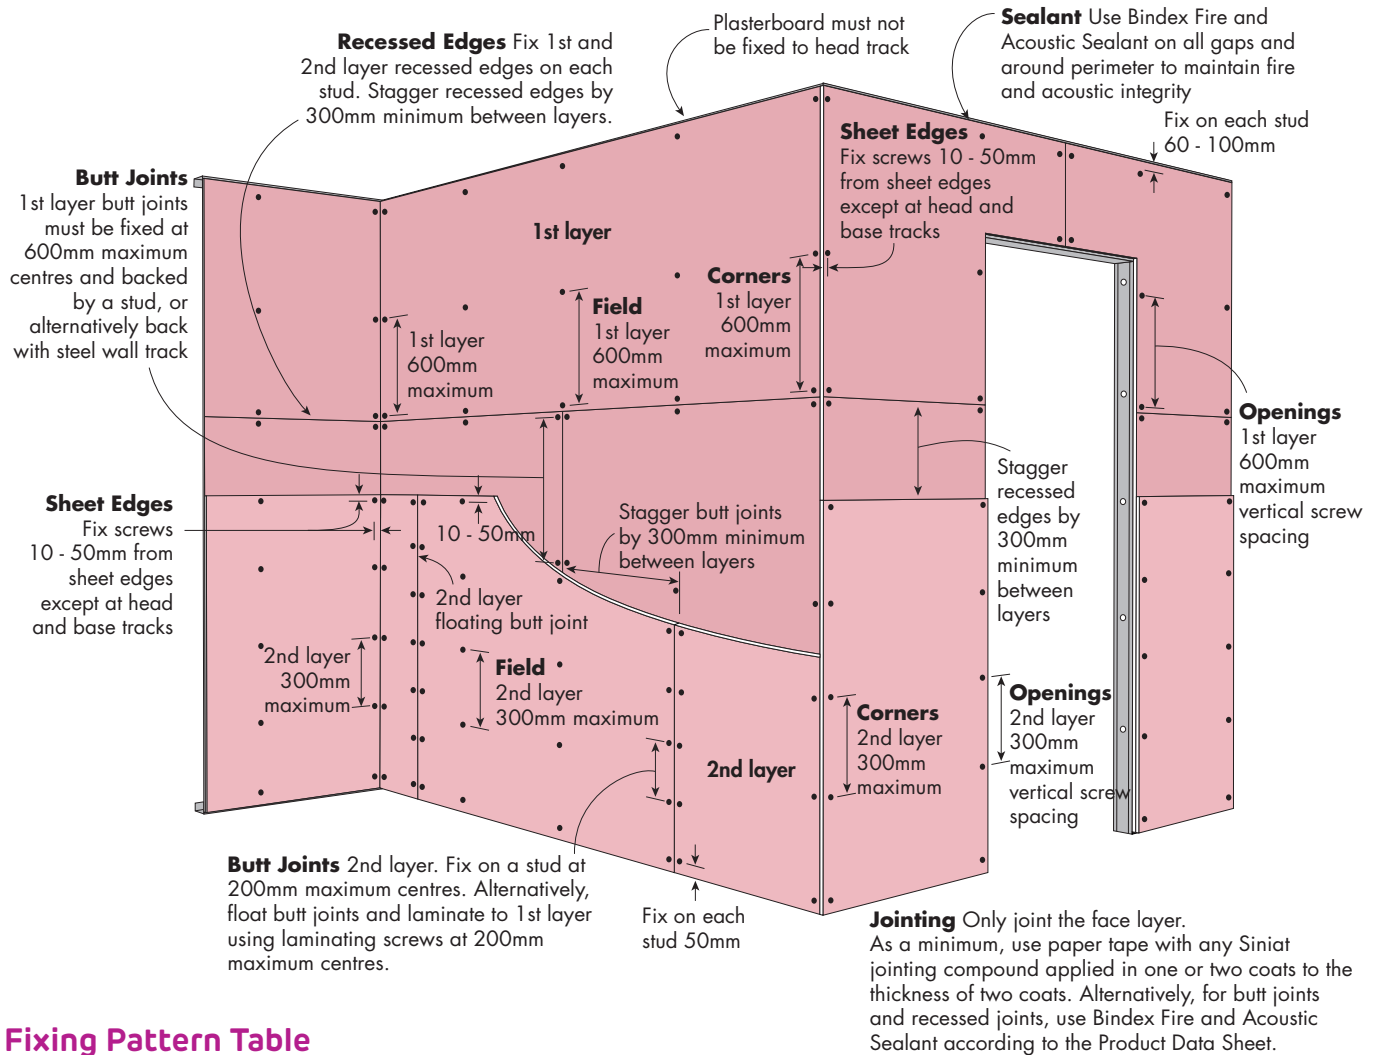 Recessed Edges Fix 1st and
2nd layer recessed edges on each
stud. Stagger recessed edges by
300mm minimum between layers.
Plasterboard must not
be fixed to head track
Sealant Use Bindex Fire and
Acoustic Sealant on all gaps and
around perimeter to maintain fire
and acoustic integrity
Fix on each stud
60 - 100mm
Sheet Edges
Fix screws 10 - 50mm
from sheet edges
except at head and
base tracks
Butt Joints
1st layer butt joints
must be fixed at
600mm maximum
centres and backed
by a stud, or
alternatively back
with steel wall track
1st layer
Corners
1st layer
600mm
maximum
Field
1st layer
600mm
maximum
1st layer
600mm
maximum
Openings
1st layer
600mm
maximum
vertical screw
spacing
Stagger
recessed
edges by
300mm
minimum
between
layers
Sheet Edges
Fix screws
10 - 50mm from
sheet edges
except at head
and base tracks
10 - 50mm
Stagger butt joints
by 300mm minimum
between layers
2nd layer
floating butt joint
2nd layer
300mm
maximum
Field
2nd layer
300mm maximum
2nd layer
Corners
2nd layer
300mm
maximum
Openings
2nd layer
300mm
maximum
vertical screw
spacing
Butt Joints 2nd layer. Fix on a stud at
200mm maximum centres. Alternatively,
float butt joints and laminate to 1st layer
using laminating screws at 200mm
maximum centres.
Fix on each
stud 50mm
Jointing Only joint the face layer.
As a minimum, use paper tape with any Siniat
jointing compound applied in one or two coats to the
thickness of two coats. Alternatively, for butt joints
and recessed joints, use Bindex Fire and Acoustic
Sealant according to the Product Data Sheet.
Fixing Pattern Table